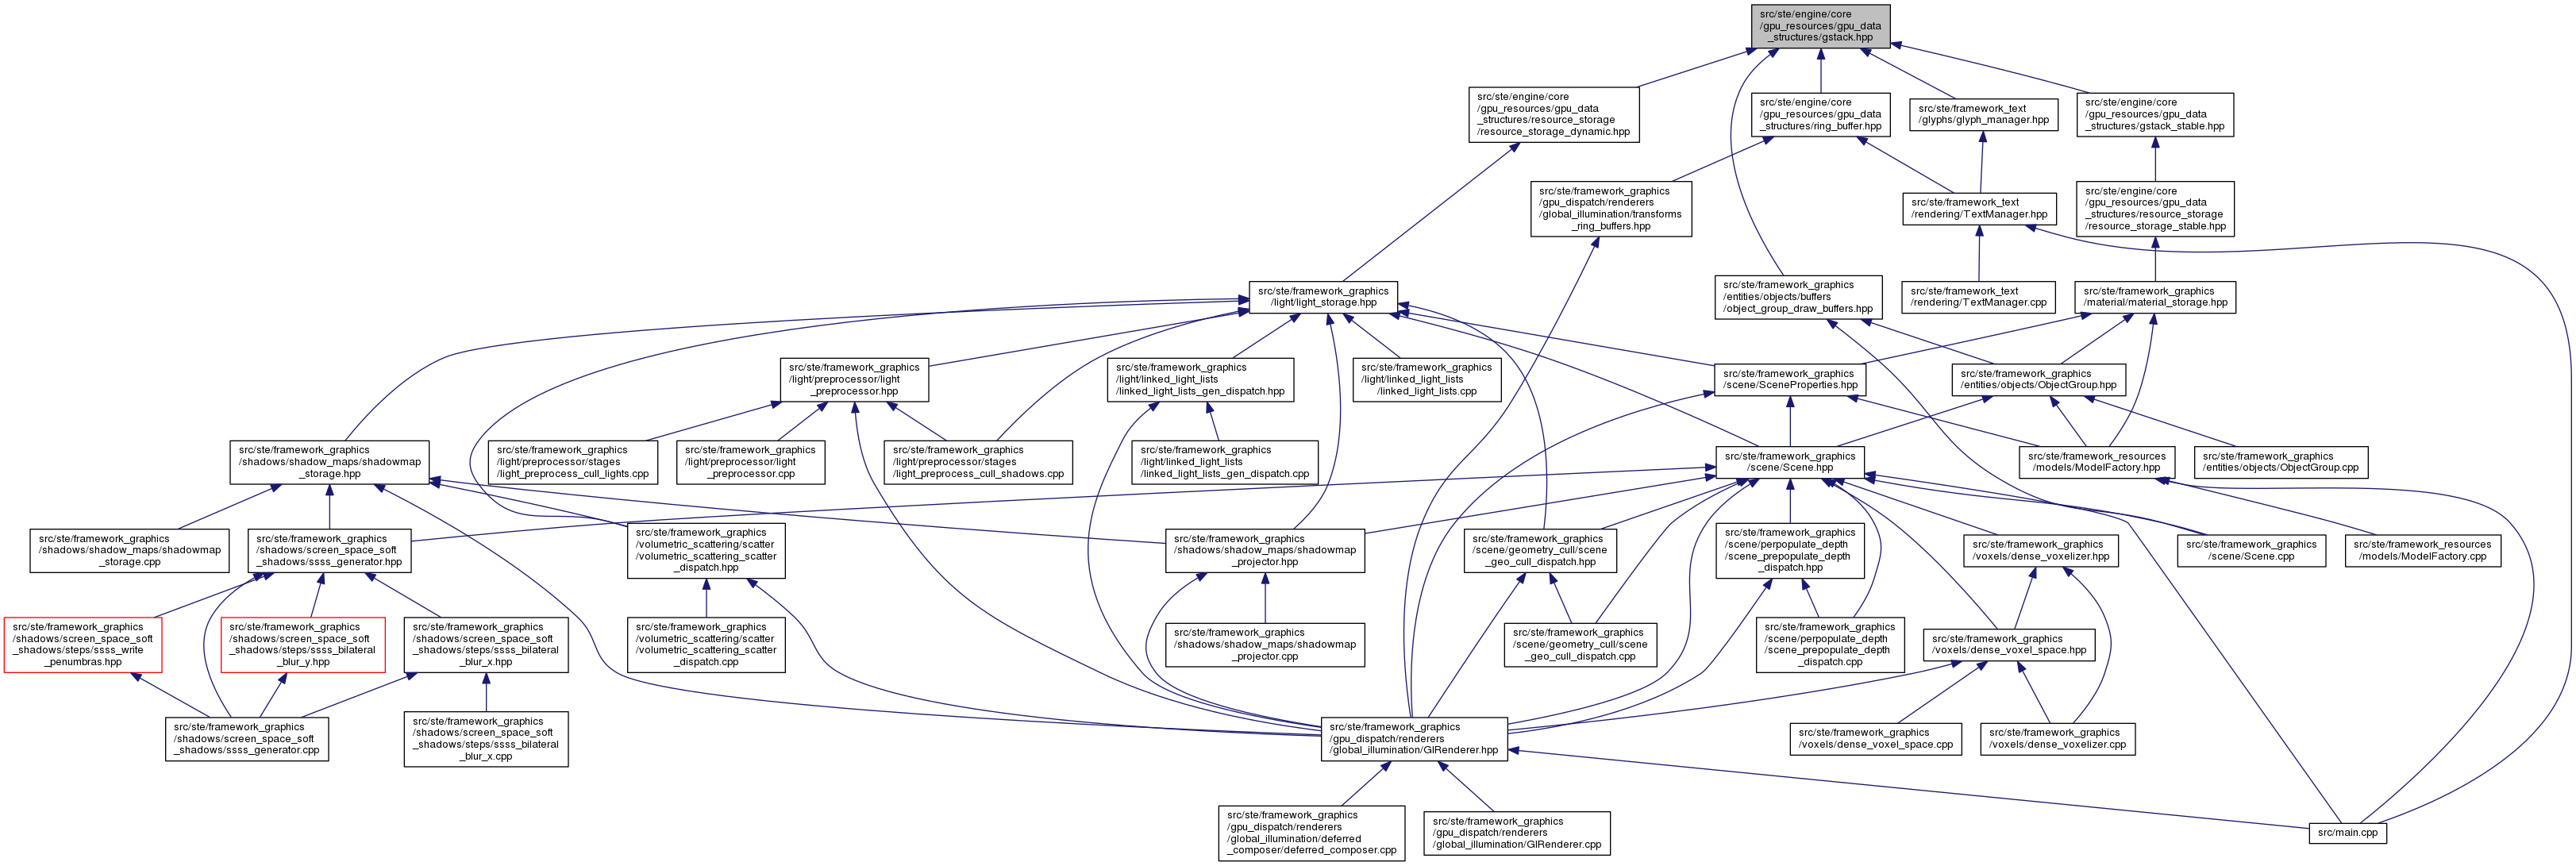 src/ste/engine/core
/gpu_resources/gpu_data
_structures/gstack.hpp
src/ste/engine/core
/gpu_resources/gpu_data
_structures/resource_storage
/resource_storage_dynamic.hpp
src/ste/engine/core
/gpu_resources/gpu_data
_structures/ring_buffer.hpp
src/ste/framework_text
/glyphs/glyph_manager.hpp
src/ste/engine/core
/gpu_resources/gpu_data
_structures/gstack_stable.hpp
src/ste/framework_graphics
/gpu_dispatch/renderers
/global_illumination/transforms
_ring_buffers.hpp
src/ste/framework_text
/rendering/TextManager.hpp
src/ste/engine/core
/gpu_resources/gpu_data
_structures/resource_storage
/resource_storage_stable.hpp
src/ste/framework_graphics
/light/light_storage.hpp
src/ste/framework_graphics
/entities/objects/buffers
/object_group_draw_buffers.hpp
src/ste/framework_text
/rendering/TextManager.cpp
src/ste/framework_graphics
/material/material_storage.hpp
src/ste/framework_graphics
/light/preprocessor/light
_preprocessor.hpp
src/ste/framework_graphics
/light/linked_light_lists
/linked_light_lists_gen_dispatch.hpp
src/ste/framework_graphics
/light/linked_light_lists
/linked_light_lists.cpp
src/ste/framework_graphics
/scene/SceneProperties.hpp
src/ste/framework_graphics
/entities/objects/ObjectGroup.hpp
src/ste/framework_graphics
/shadows/shadow_maps/shadowmap
_storage.hpp
src/ste/framework_graphics
/light/preprocessor/stages
/light_preprocess_cull_lights.cpp
src/ste/framework_graphics
/light/preprocessor/light
_preprocessor.cpp
src/ste/framework_graphics
/light/preprocessor/stages
/light_preprocess_cull_shadows.cpp
src/ste/framework_graphics
/light/linked_light_lists
/linked_light_lists_gen_dispatch.cpp
src/ste/framework_graphics
/scene/Scene.hpp
src/ste/framework_resources
/models/ModelFactory.hpp
src/ste/framework_graphics
/entities/objects/ObjectGroup.cpp
src/ste/framework_graphics
/shadows/shadow_maps/shadowmap
_storage.cpp
src/ste/framework_graphics
/shadows/screen_space_soft
_shadows/ssss_generator.hpp
src/ste/framework_graphics
/volumetric_scattering/scatter
/volumetric_scattering_scatter
_dispatch.hpp
src/ste/framework_graphics
/shadows/shadow_maps/shadowmap
_projector.hpp
src/ste/framework_graphics
/scene/geometry_cull/scene
_geo_cull_dispatch.hpp
src/ste/framework_graphics
/scene/perpopulate_depth
/scene_prepopulate_depth
_dispatch.hpp
src/ste/framework_graphics
/voxels/dense_voxelizer.hpp
src/ste/framework_graphics
/scene/Scene.cpp
src/ste/framework_resources
/models/ModelFactory.cpp
src/ste/framework_graphics
/shadows/screen_space_soft
_shadows/steps/ssss_write
_penumbras.hpp
src/ste/framework_graphics
/shadows/screen_space_soft
_shadows/steps/ssss_bilateral
_blur_y.hpp
src/ste/framework_graphics
/shadows/screen_space_soft
_shadows/steps/ssss_bilateral
_blur_x.hpp
src/ste/framework_graphics
/volumetric_scattering/scatter
/volumetric_scattering_scatter
_dispatch.cpp
src/ste/framework_graphics
/shadows/shadow_maps/shadowmap
_projector.cpp
src/ste/framework_graphics
/scene/geometry_cull/scene
_geo_cull_dispatch.cpp
src/ste/framework_graphics
/scene/perpopulate_depth
/scene_prepopulate_depth
_dispatch.cpp
src/ste/framework_graphics
/voxels/dense_voxel_space.hpp
src/ste/framework_graphics
/shadows/screen_space_soft
_shadows/ssss_generator.cpp
src/ste/framework_graphics
/shadows/screen_space_soft
_shadows/steps/ssss_bilateral
_blur_x.cpp
src/ste/framework_graphics
/gpu_dispatch/renderers
/global_illumination/GIRenderer.hpp
src/ste/framework_graphics
/voxels/dense_voxel_space.cpp
src/ste/framework_graphics
/voxels/dense_voxelizer.cpp
src/ste/framework_graphics
/gpu_dispatch/renderers
/global_illumination/deferred
_composer/deferred_composer.cpp
src/ste/framework_graphics
/gpu_dispatch/renderers
/global_illumination/GIRenderer.cpp
src/main.cpp